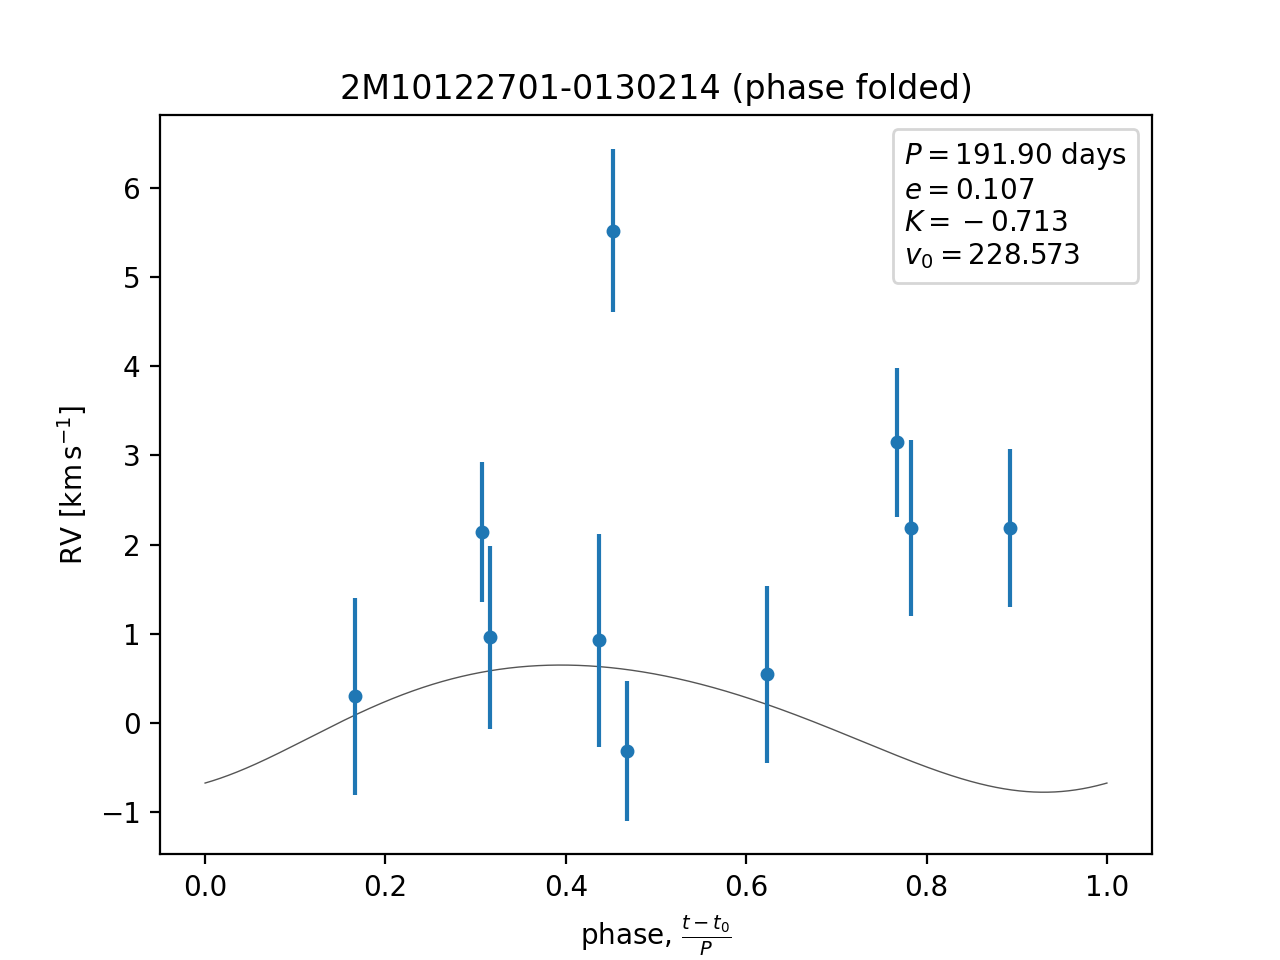 2M10122701-0130214 (phase folded)
P = 191.90 days
e = 0.107
K = −0.713
v₀ = 228.573
RV [km s⁻¹]
6
5
4
3
2
1
0
−1
0.0 0.2 0.4 0.6 0.8 1.0
phase, (t − t₀)/P